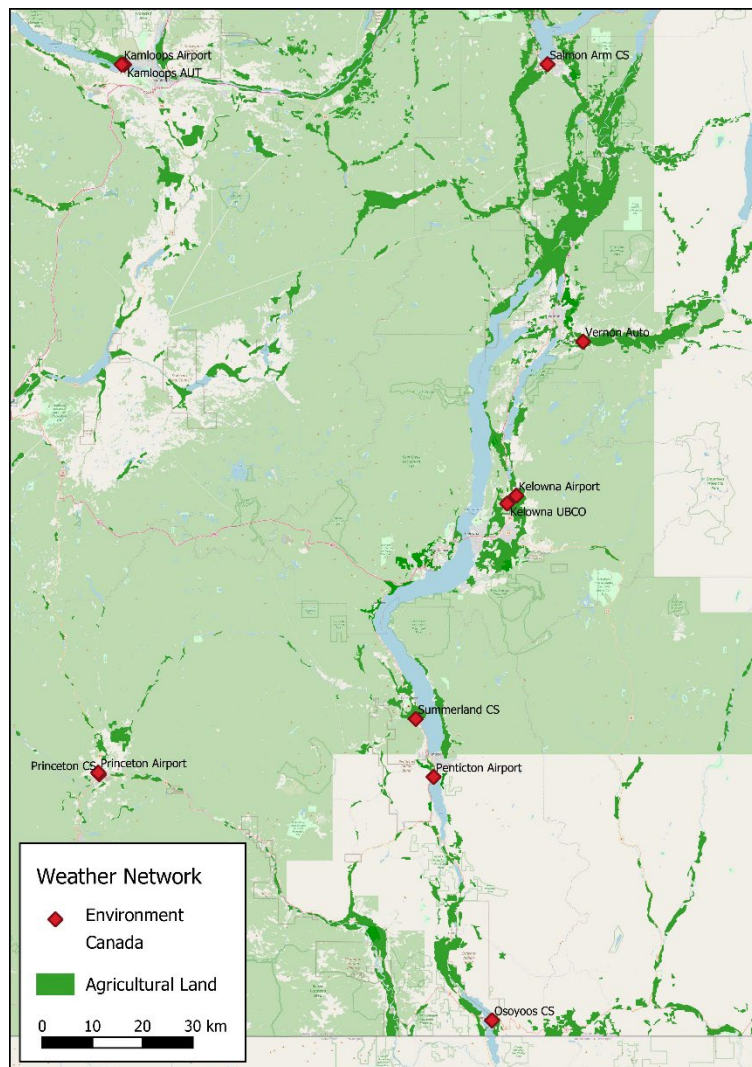 Kamloops Airport
Kamloops AUT
Salmon Arm CS
Vernon Auto
Kelowna Airport
Kelowna UBCO
Summerland CS
Princeton CS
Princeton Airport
Penticton Airport
Osoyoos CS
Weather Network
Environment
Canada
Agricultural Land
0 10 20 30 km